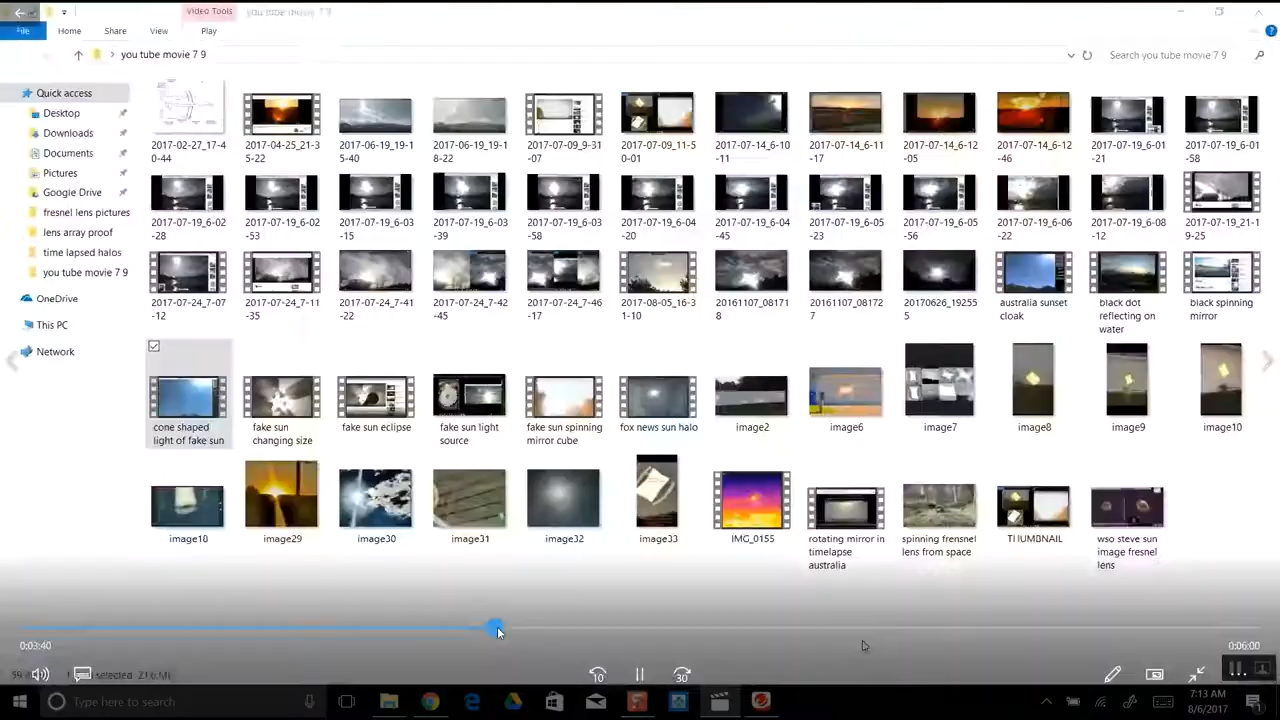 Video Tools
you tube movie 7 9
File
Home
Share
View
Play
you tube movie 7 9
Search you tube movie 7 9
Quick access
Desktop
Downloads
Documents
Pictures
Google Drive
fresnel lens pictures
lens array proof
time lapsed halos
you tube movie 7 9
OneDrive
This PC
Network
2017-02-27_17-4
0-44
2017-04-25_21-3
5-22
2017-06-19_19-1
5-40
2017-06-19_19-1
8-22
2017-07-09_9-31
-07
2017-07-09_11-5
0-01
2017-07-14_6-10
-11
2017-07-14_6-11
-17
2017-07-14_6-12
-05
2017-07-14_6-12
-46
2017-07-19_6-01
-21
2017-07-19_6-01
-58
2017-07-19_6-02
-28
2017-07-19_6-02
-53
2017-07-19_6-03
-15
2017-07-19_6-03
-39
2017-07-19_6-03
-58
2017-07-19_6-04
-20
2017-07-19_6-04
-45
2017-07-19_6-05
-23
2017-07-19_6-05
-56
2017-07-19_6-06
-22
2017-07-19_6-08
-12
2017-07-19_21-1
9-25
2017-07-24_7-07
-12
2017-07-24_7-11
-35
2017-07-24_7-41
-22
2017-07-24_7-42
-45
2017-07-24_7-46
-17
2017-08-05_16-3
1-10
20161107_08171
8
20161107_08172
7
20170626_19255
5
australia sunset
cloak
black dot
reflecting on
water
black spinning
mirror
cone shaped
light of fake sun
fake sun
changing size
fake sun eclipse
fake sun light
source
fake sun spinning
mirror cube
fox news sun halo
image2
image6
image7
image8
image9
image10
image18
image29
image30
image31
image32
image33
IMG_0155
rotating mirror in
timelapse
australia
spinning frensnel
lens from space
THUMBNAIL
wso steve sun
image fresnel
lens
0:03:40
0:06:00
selected
10
30
Type here to search
7:13 AM
8/6/2017